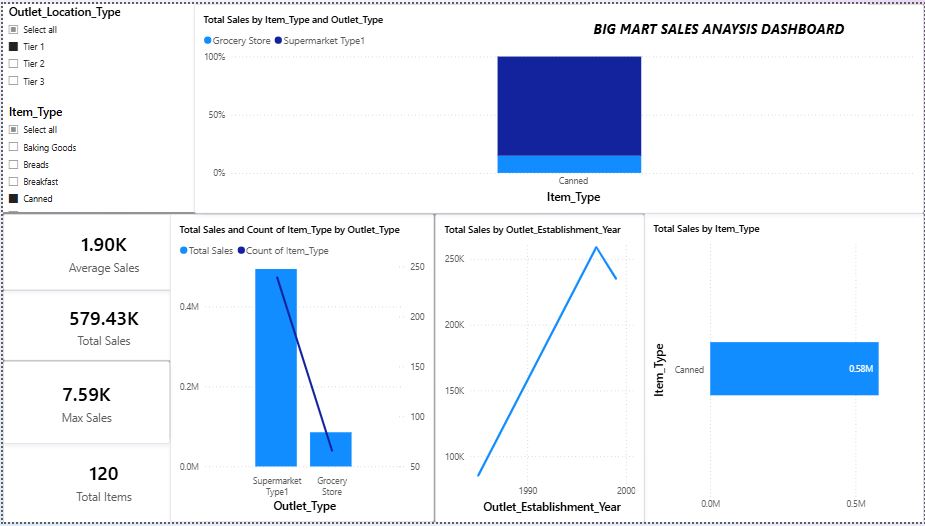 Outlet_Location_Type
Select all
Tier 1
Tier 2
Tier 3
Item_Type
Select all
Baking Goods
Breads
Breakfast
Canned
Total Sales by Item_Type and Outlet_Type
BIG MART SALES ANAYSIS DASHBOARD
Grocery Store Supermarket Type1
100%
50%
0%
Canned
Item_Type
1.90K
Average Sales
579.43K
Total Sales
7.59K
Max Sales
120
Total Items
Total Sales and Count of Item_Type by Outlet_Type
Total Sales Count of Item_Type
0.4M
0.2M
0.0M
250
200
150
100
50
Supermarket
Type1
Grocery
Store
Outlet_Type
Total Sales by Outlet_Establishment_Year
250K
200K
150K
100K
1990 2000
Outlet_Establishment_Year
Total Sales by Item_Type
Item_Type
Canned
0.58M
0.0M 0.5M